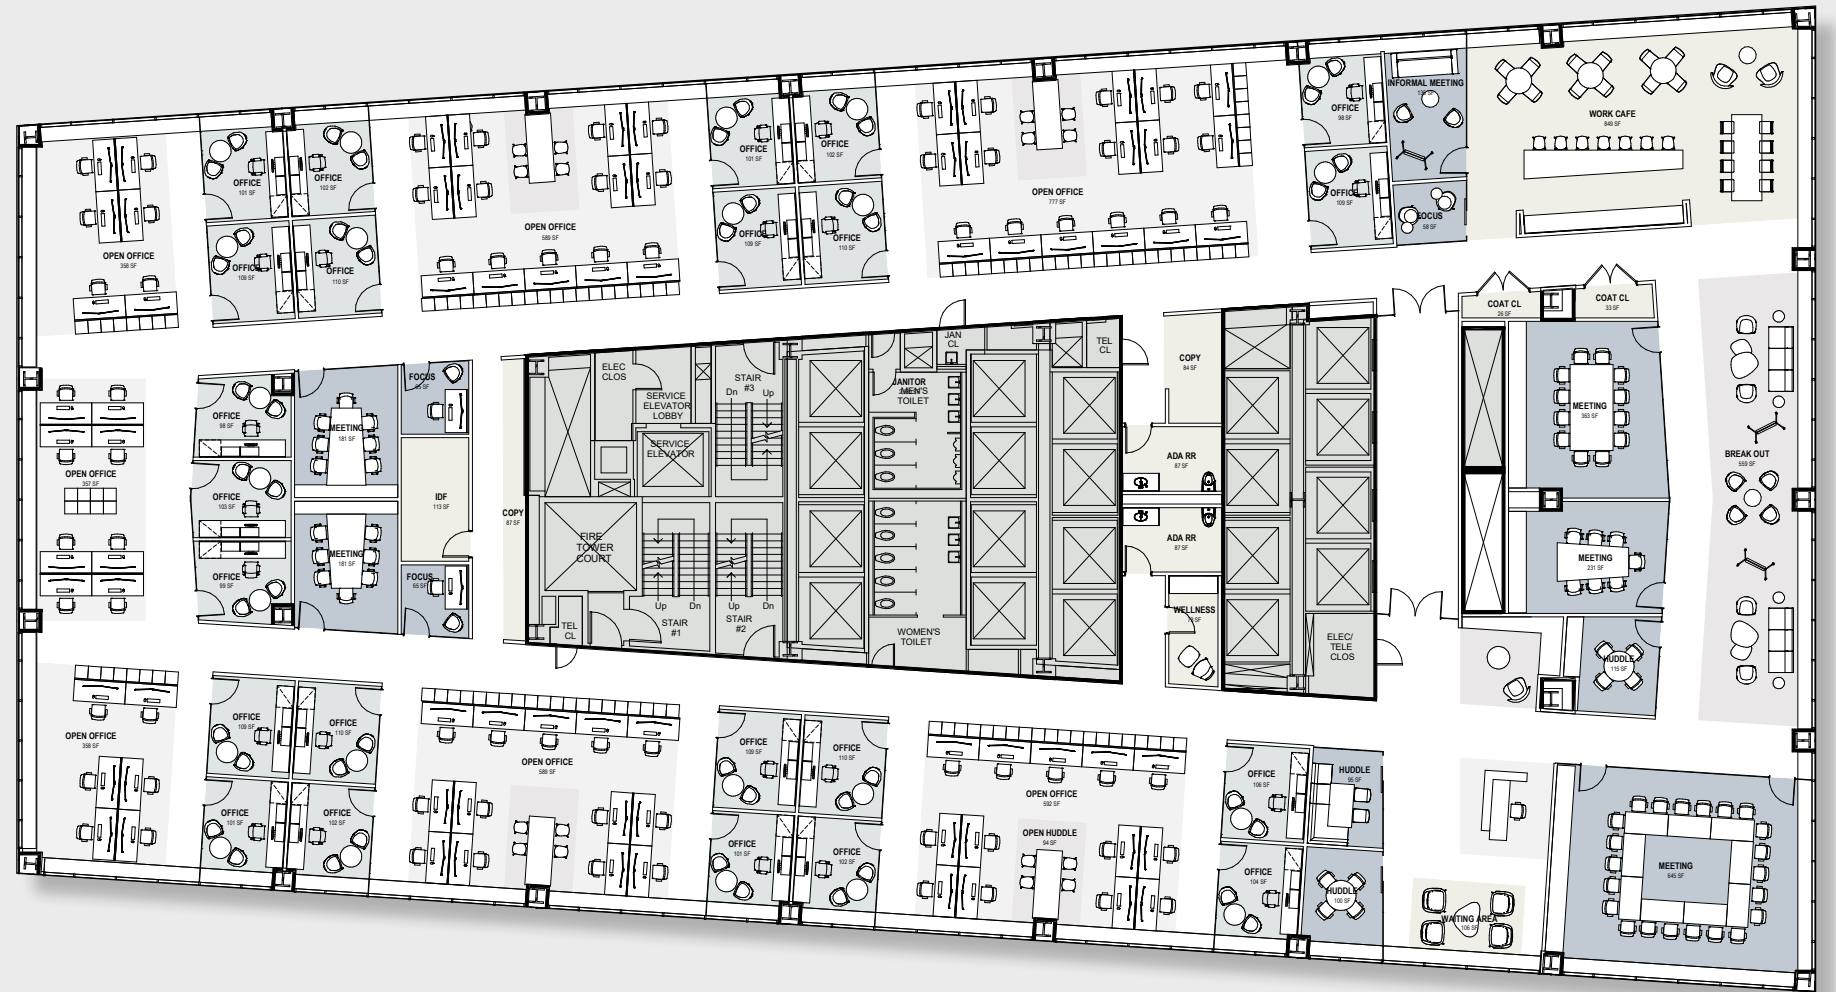 INFORMAL MEETING
OFFICE
98 SF
WORK CAFE
849 SF
OFFICE
101 SF
OFFICE
102 SF
OFFICE
101 SF
OFFICE
102 SF
OPEN OFFICE
777 SF
OFFICE
109 SF
FOCUS
58 SF
OPEN OFFICE
358 SF
OFFICE
109 SF
OFFICE
110 SF
OPEN OFFICE
589 SF
OFFICE
109 SF
OFFICE
110 SF
COAT CL
26 SF
COAT CL
33 SF
JAN
CL
TEL
CL
COPY
84 SF
ELEC
CLOS
STAIR
#3
Dn
Up
SERVICE
ELEVATOR
LOBBY
JANITOR
MEN'S
TOILET
FOCUS
OFFICE
98 SF
MEETING
181 SF
MEETING
363 SF
SERVICE
ELEVATOR
ADA RR
87 SF
BREAK OUT
559 SF
OPEN OFFICE
357 SF
OFFICE
103 SF
IDF
113 SF
COPY
87 SF
FIRE
TOWER
COURT
ADA RR
87 SF
MEETING
181 SF
MEETING
231 SF
OFFICE
99 SF
FOCUS
65 SF
Up
Dn
Up
Dn
STAIR
#1
STAIR
#2
TEL
CL
WOMEN'S
TOILET
WELLNESS
ELEC/
TELE
CLOS
HUDDLE
115 SF
OPEN OFFICE
358 SF
OFFICE
109 SF
OFFICE
110 SF
OPEN OFFICE
589 SF
OFFICE
109 SF
OFFICE
110 SF
OPEN OFFICE
592 SF
OFFICE
106 SF
HUDDLE
95 SF
OFFICE
101 SF
OFFICE
102 SF
OFFICE
101 SF
OFFICE
102 SF
OPEN HUDDLE
94 SF
OFFICE
104 SF
HUDDLE
100 SF
WAITING AREA
106 SF
MEETING
645 SF